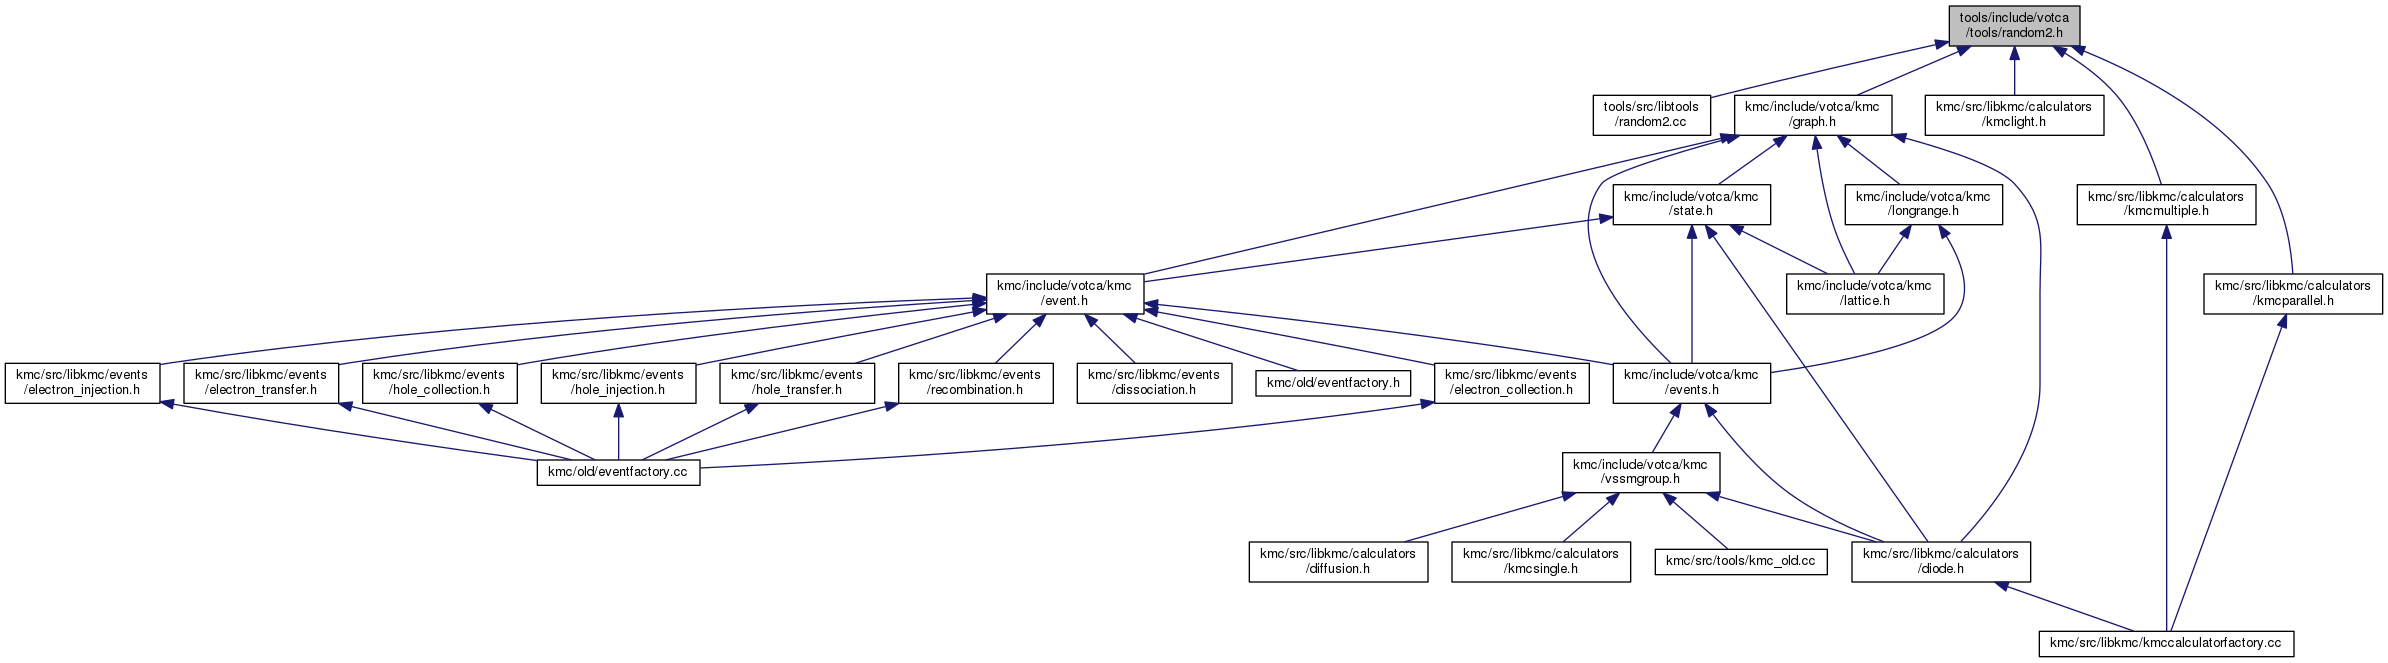 tools/include/votca
/tools/random2.h
tools/src/libtools
/random2.cc
kmc/include/votca/kmc
/graph.h
kmc/src/libkmc/calculators
/kmclight.h
kmc/include/votca/kmc
/state.h
kmc/include/votca/kmc
/longrange.h
kmc/src/libkmc/calculators
/kmcmultiple.h
kmc/include/votca/kmc
/event.h
kmc/include/votca/kmc
/lattice.h
kmc/src/libkmc/calculators
/kmcparallel.h
kmc/src/libkmc/events
/electron_injection.h
kmc/src/libkmc/events
/electron_transfer.h
kmc/src/libkmc/events
/hole_collection.h
kmc/src/libkmc/events
/hole_injection.h
kmc/src/libkmc/events
/hole_transfer.h
kmc/src/libkmc/events
/recombination.h
kmc/src/libkmc/events
/dissociation.h
kmc/old/eventfactory.h
kmc/src/libkmc/events
/electron_collection.h
kmc/include/votca/kmc
/events.h
kmc/old/eventfactory.cc
kmc/include/votca/kmc
/vssmgroup.h
kmc/src/libkmc/calculators
/diffusion.h
kmc/src/libkmc/calculators
/kmcsingle.h
kmc/src/tools/kmc_old.cc
kmc/src/libkmc/calculators
/diode.h
kmc/src/libkmc/kmccalculatorfactory.cc